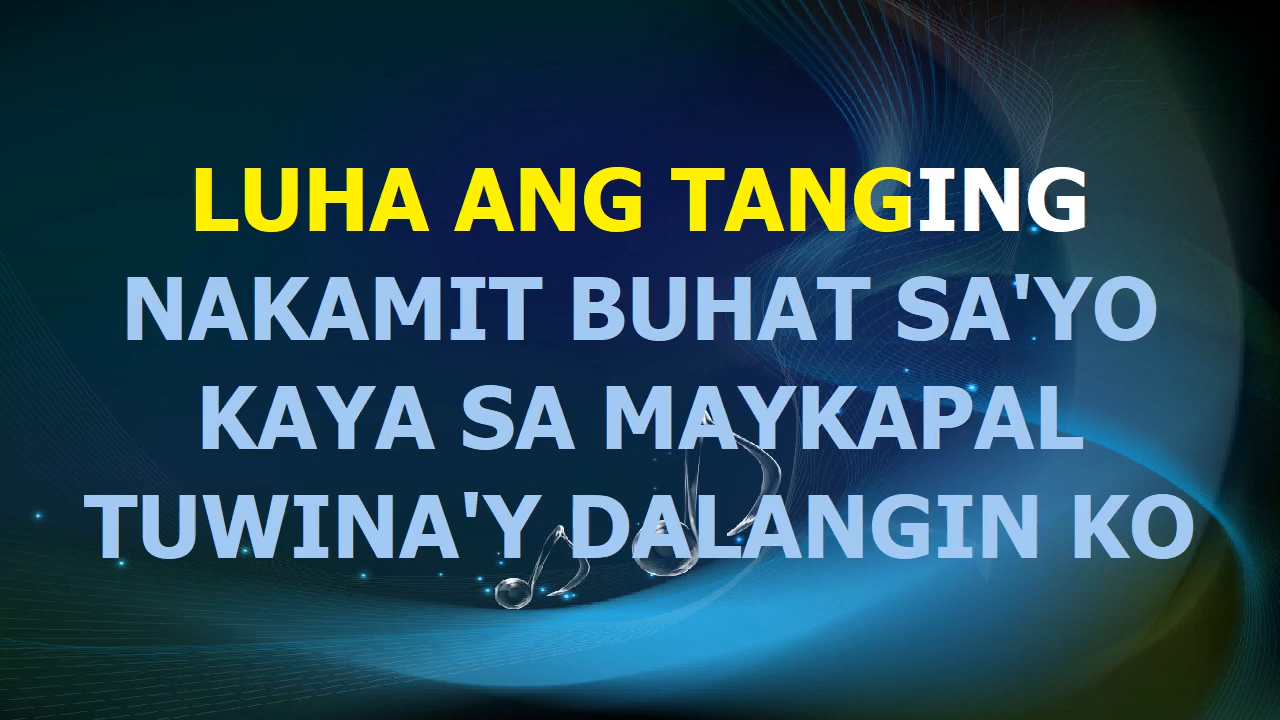 LUHA ANG TANGING
NAKAMIT BUHAT SA'YO
KAYA SA MAYKAPAL
TUWINA'Y DALANGIN KO